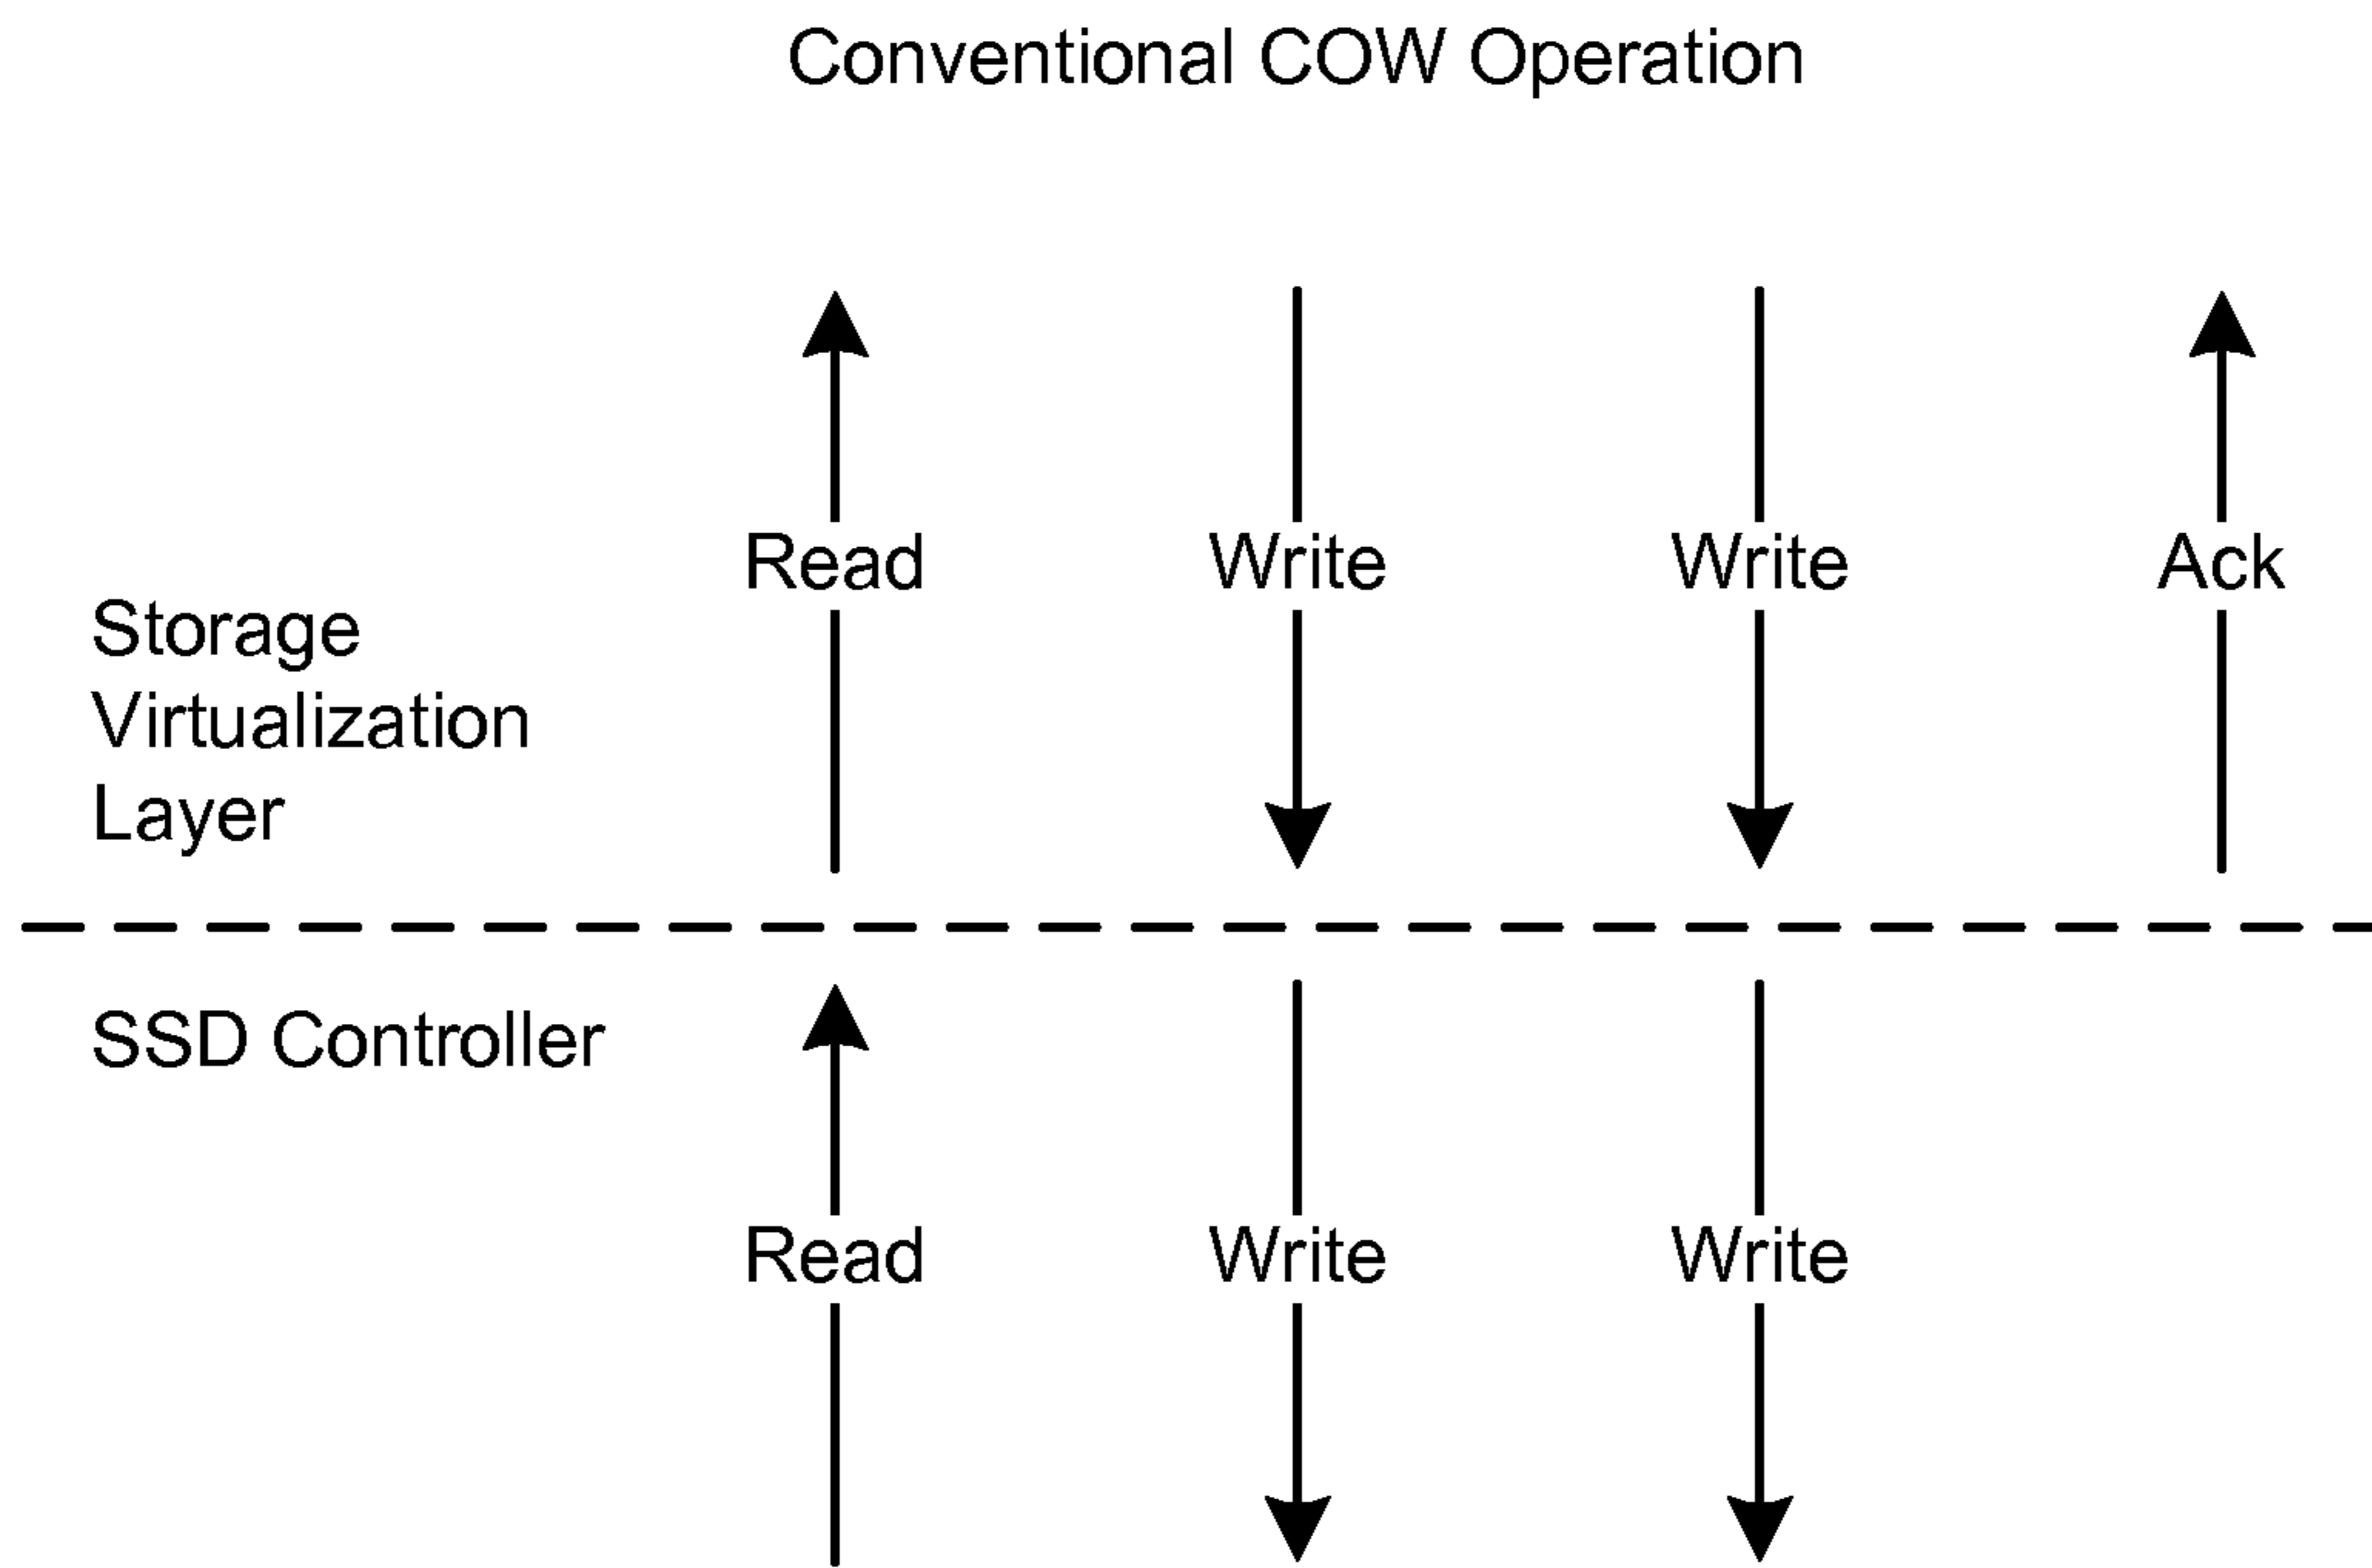 Conventional COW Operation
Read Write Write Ack
Storage
Virtualization
Layer
SSD Controller
Read Write Write